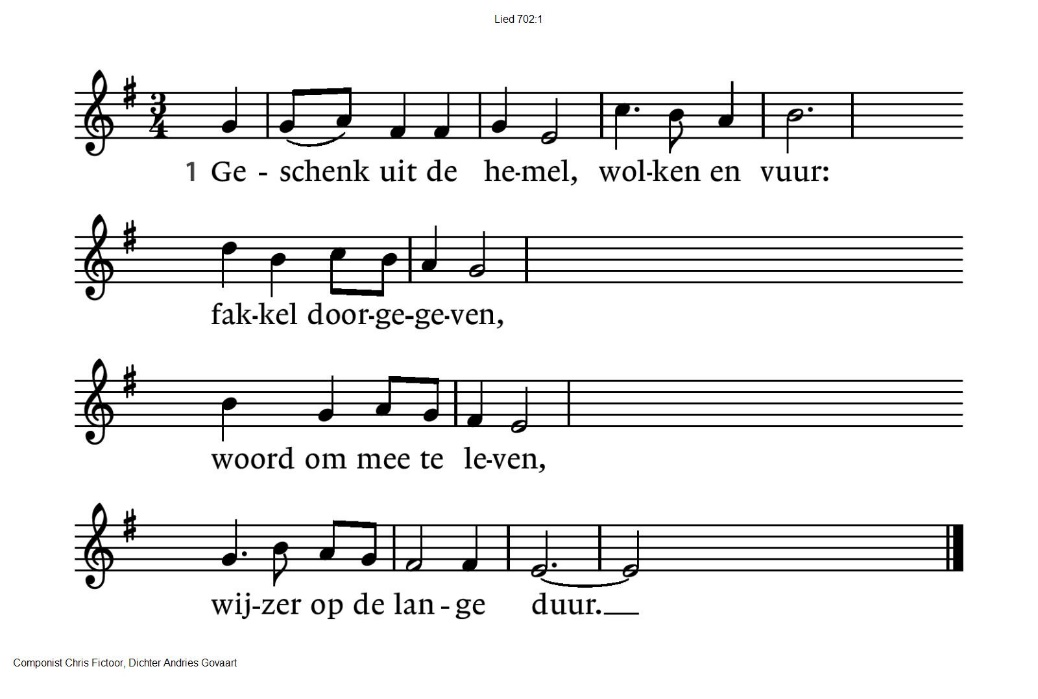 Lied 702:1
3
4
1 Ge - schenk uit de he-mel, wol-ken en vuur:
fak-kel door-ge-ge-ven,
woord om mee te le-ven,
wij-zer op de lan - ge duur.
Componist Chris Fictoor, Dichter Andries Govaart